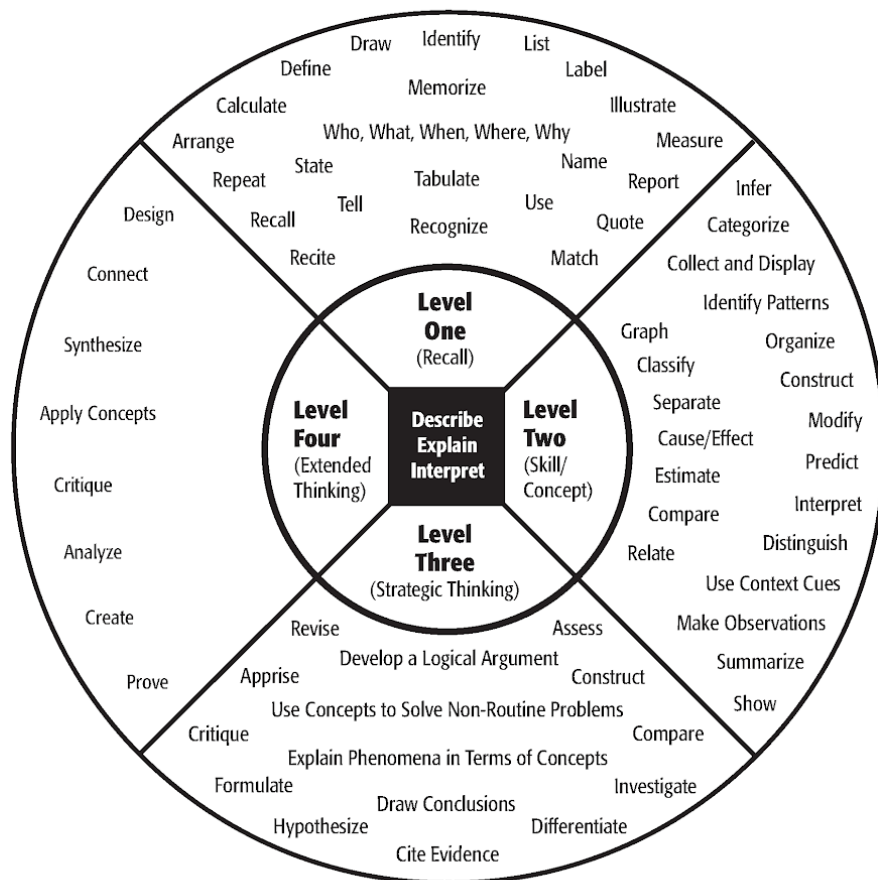 Draw
Identify
List
Define
Label
Memorize
Calculate
Illustrate
Who, What, When, Where, Why
Arrange
Measure
State
Name
Repeat
Tabulate
Report
Tell
Use
Recall
Recognize
Quote
Recite
Match
Level
One
(Recall)
Infer
Categorize
Collect and Display
Identify Patterns
Graph
Organize
Classify
Construct
Separate
Modify
Cause/Effect
Predict
Estimate
Interpret
Compare
Distinguish
Relate
Use Context Cues
Make Observations
Summarize
Show
Level
Two
(Skill/
Concept)
Describe
Explain
Interpret
Level
Three
(Strategic Thinking)
Revise
Assess
Develop a Logical Argument
Apprise
Construct
Use Concepts to Solve Non-Routine Problems
Critique
Compare
Explain Phenomena in Terms of Concepts
Formulate
Investigate
Draw Conclusions
Hypothesize
Differentiate
Cite Evidence
Level
Four
(Extended
Thinking)
Design
Connect
Synthesize
Apply Concepts
Critique
Analyze
Create
Prove